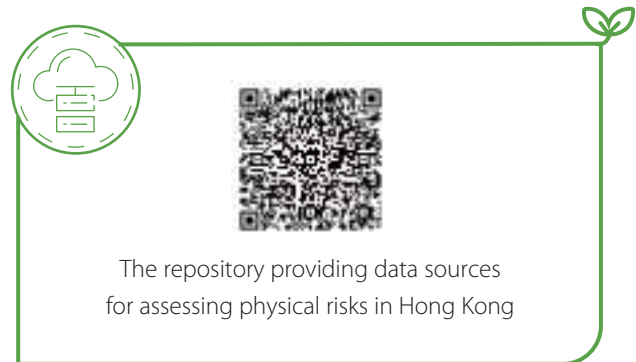 The repository providing data sources
for assessing physical risks in Hong Kong